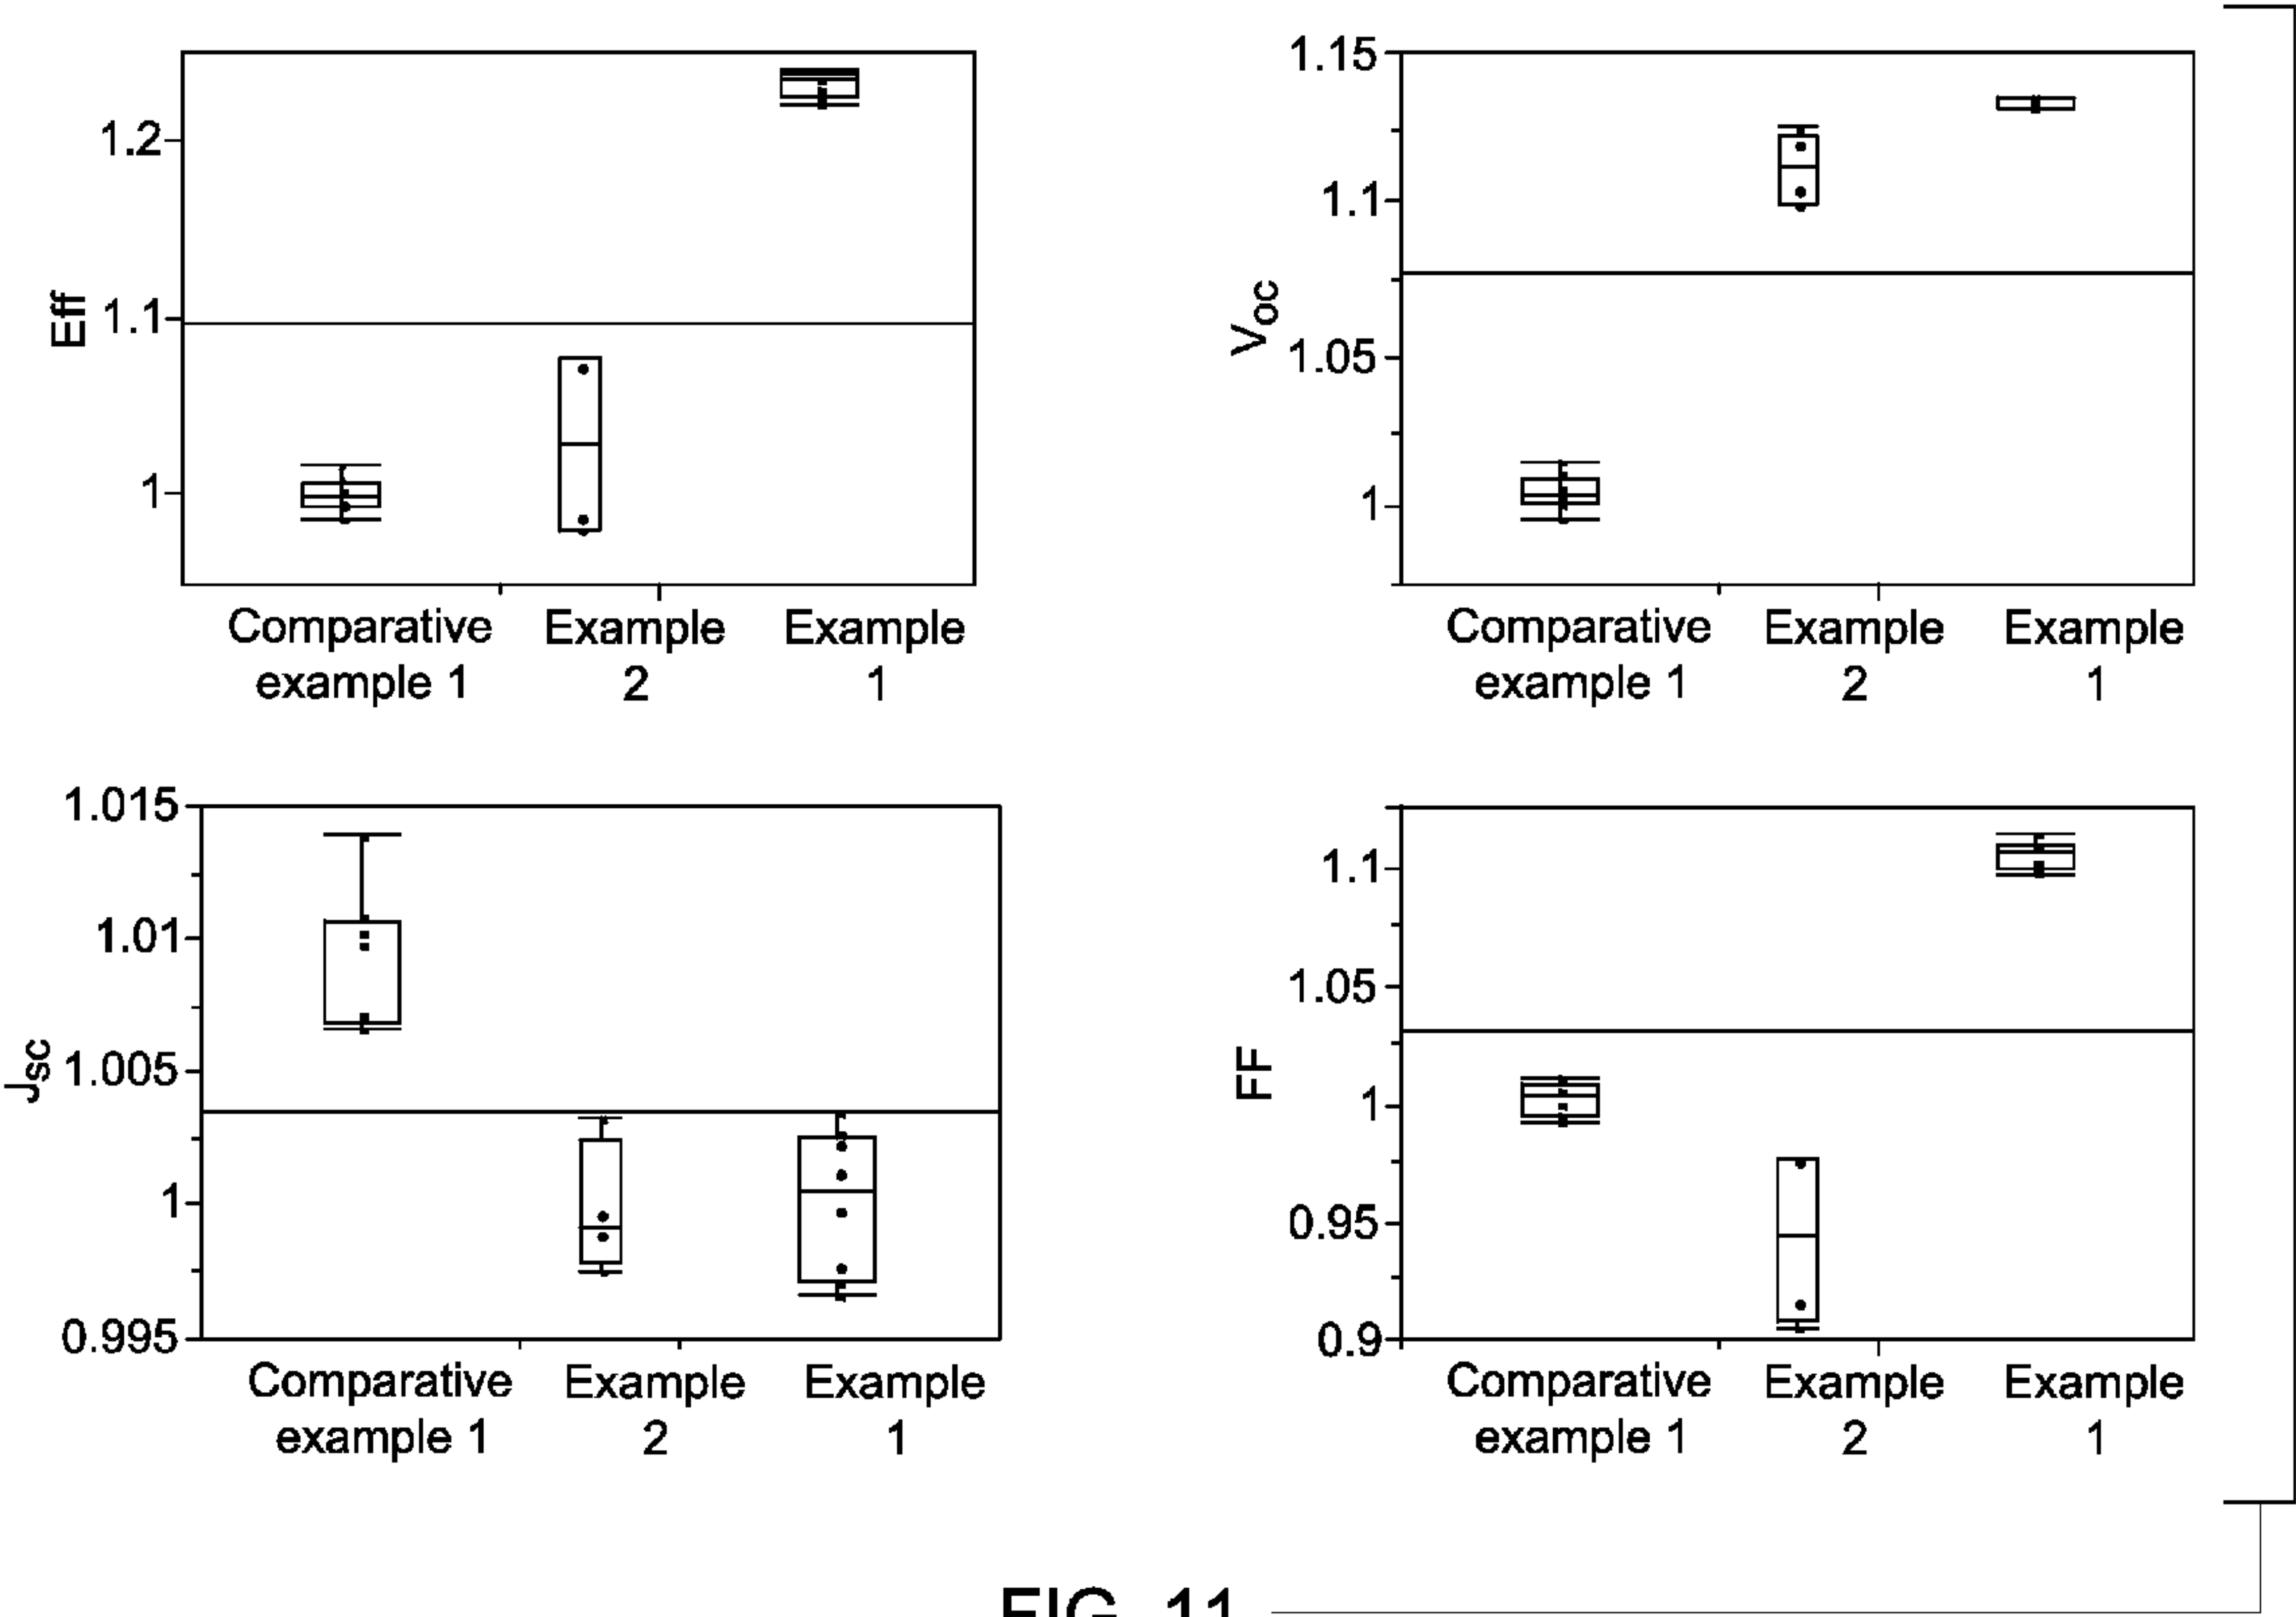 Eff
1.2
1.1
1
Comparative example 1
Example 2
Example 1
Voc
1.15
1.1
1.05
1
Comparative example 1
Example 2
Example 1
Jsc
1.015
1.01
1.005
1
0.995
Comparative example 1
Example 2
Example 1
FF
1.1
1.05
1
0.95
0.9
Comparative example 1
Example 2
Example 1
FIG. 11